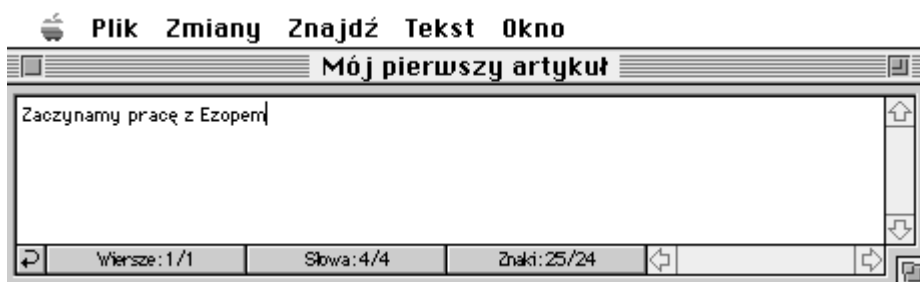 Plik Zmiany Znajdź Tekst Okno
Mój pierwszy artykuł
Zaczynamy pracę z Ezopem
Wiersze:1/1 Słowa:4/4 Znaki:25/24